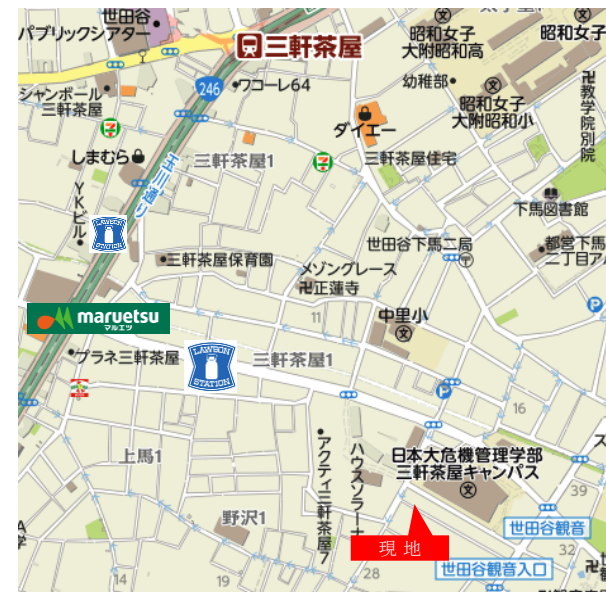 世田谷
パブリックシアター
三軒茶屋
昭和女子
大附昭和高
昭和女子
246
ワコーレ64
幼稚部
シャンボール
三軒茶屋
ダイエー
昭和女子
大附昭和小
教学院別院
しまむら
三軒茶屋1
三軒茶屋住宅
玉川通り
YKビル
下馬図書館
LAWSON
STATION
世田谷下馬二局
都営下馬
二丁目ア
三軒茶屋保育園
メゾングレース
正蓮寺
maruetsu
マルエツ
11
中里小
プラネ三軒茶屋
LAWSON
STATION
三軒茶屋1
16
ス
上馬1
アクティ三軒茶屋7
ハウスソラーナ
日本大危機管理学部
三軒茶屋キャンパス
39
野沢1
世田谷観音
現地
32
世田谷観音入口
14
19
28